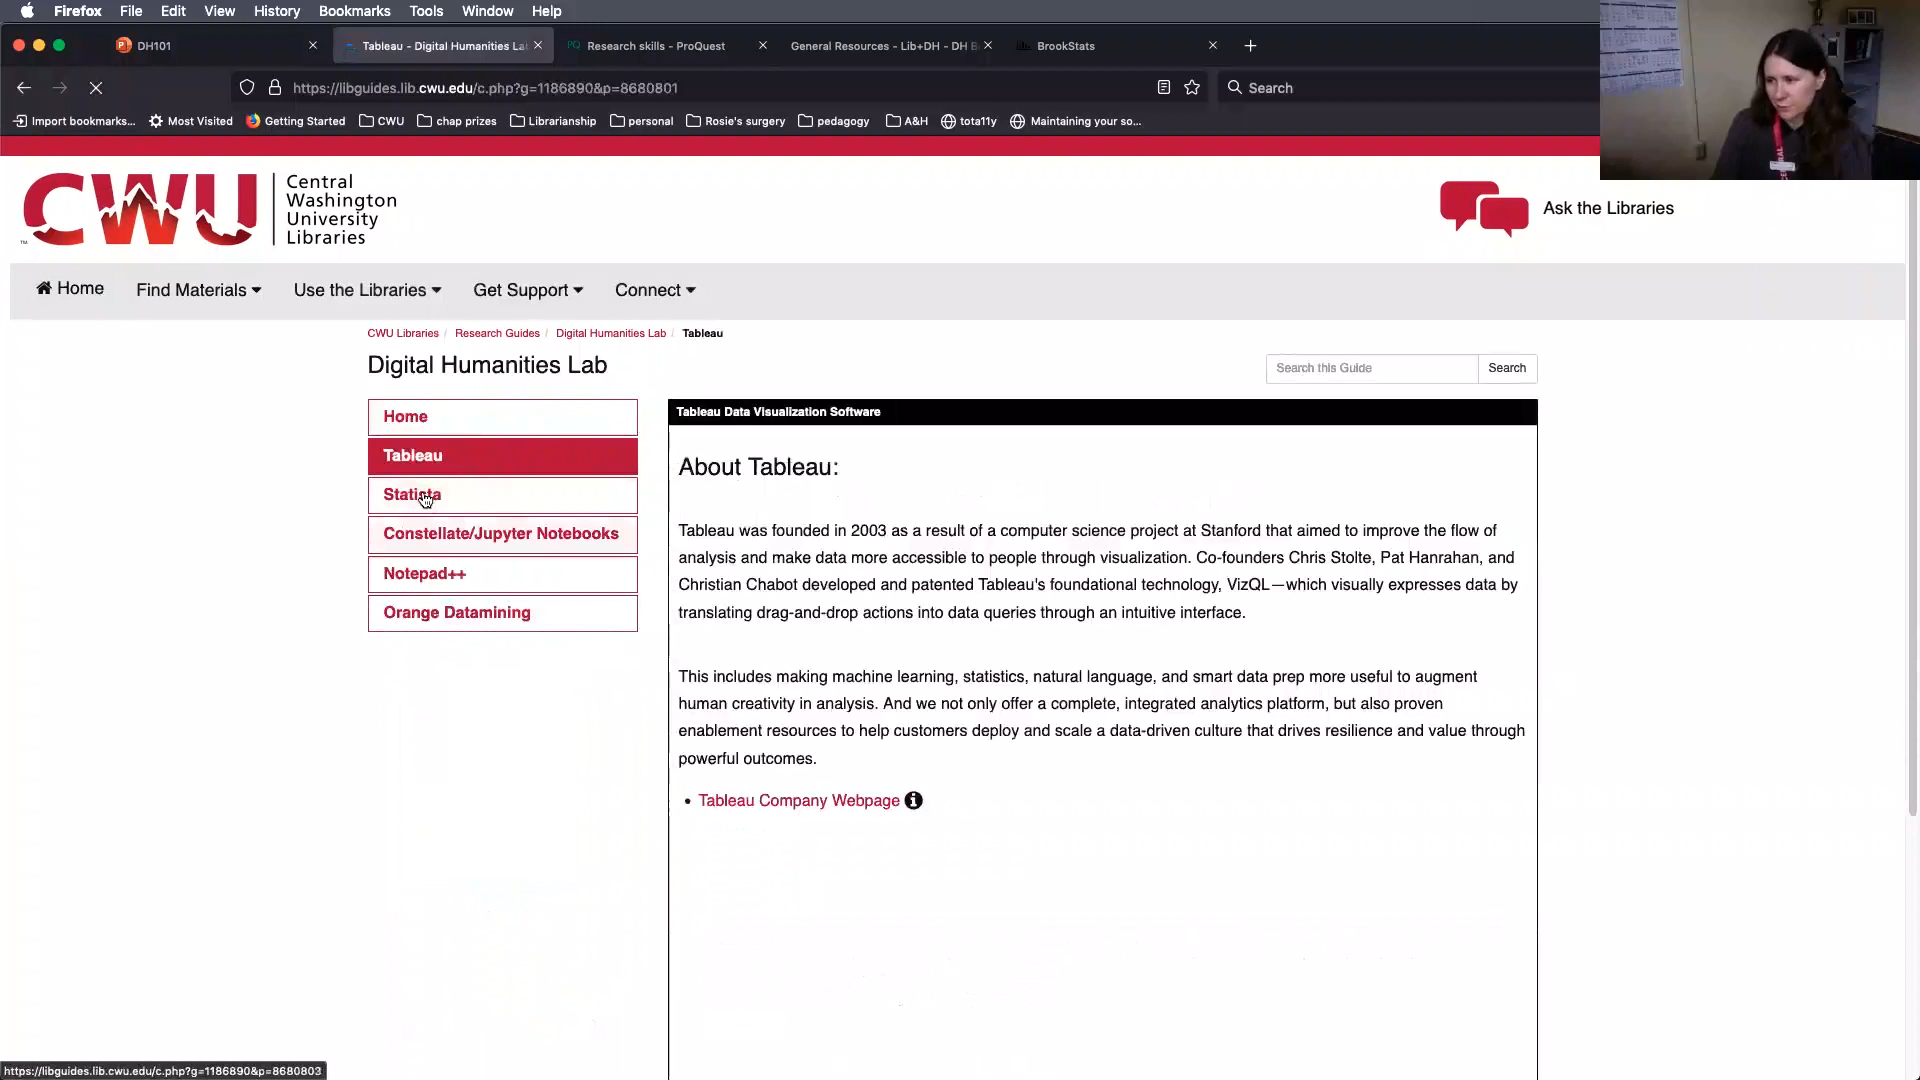 Firefox File Edit View History Bookmarks Tools Window Help
DH101
Tableau - Digital Humanities La
Research skills - ProQuest
General Resources - Lib+DH - DH B
BrookStats
https://libguides.lib.cwu.edu/c.php?g=1186890&p=8680801
Search
Import bookmarks... Most Visited Getting Started CWU chap prizes Librarianship personal Rosie's surgery pedagogy A&H tota11y Maintaining your so...
CWU
Central
Washington
University
Libraries
Ask the Libraries
Home Find Materials Use the Libraries Get Support Connect
CWU Libraries / Research Guides / Digital Humanities Lab / Tableau
Digital Humanities Lab
Search this Guide Search
Home
Tableau
Statista
Constellate/Jupyter Notebooks
Notepad++
Orange Datamining
Tableau Data Visualization Software
About Tableau:
Tableau was founded in 2003 as a result of a computer science project at Stanford that aimed to improve the flow of
analysis and make data more accessible to people through visualization. Co-founders Chris Stolte, Pat Hanrahan, and
Christian Chabot developed and patented Tableau's foundational technology, VizQL—which visually expresses data by
translating drag-and-drop actions into data queries through an intuitive interface.
This includes making machine learning, statistics, natural language, and smart data prep more useful to augment
human creativity in analysis. And we not only offer a complete, integrated analytics platform, but also proven
enablement resources to help customers deploy and scale a data-driven culture that drives resilience and value through
powerful outcomes.
• Tableau Company Webpage
https://libguides.lib.cwu.edu/c.php?g=1186890&p=8680803